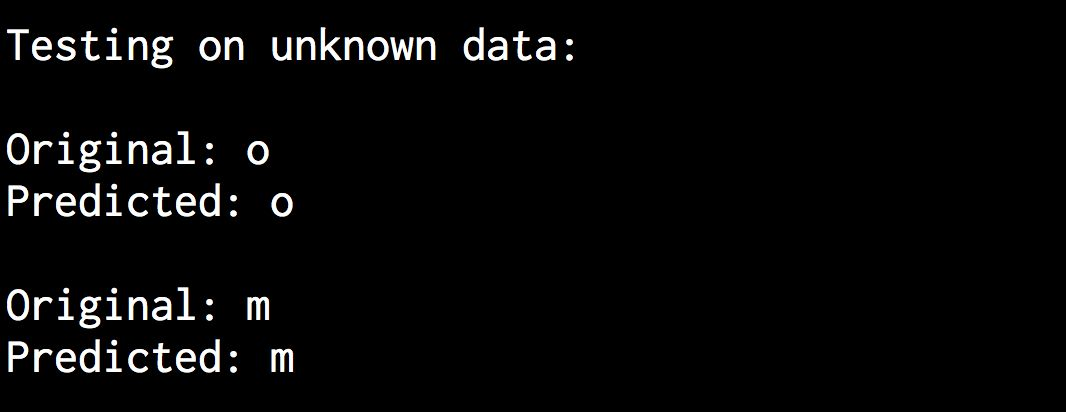 Testing on unknown data:
Original: o
Predicted: o
Original: m
Predicted: m